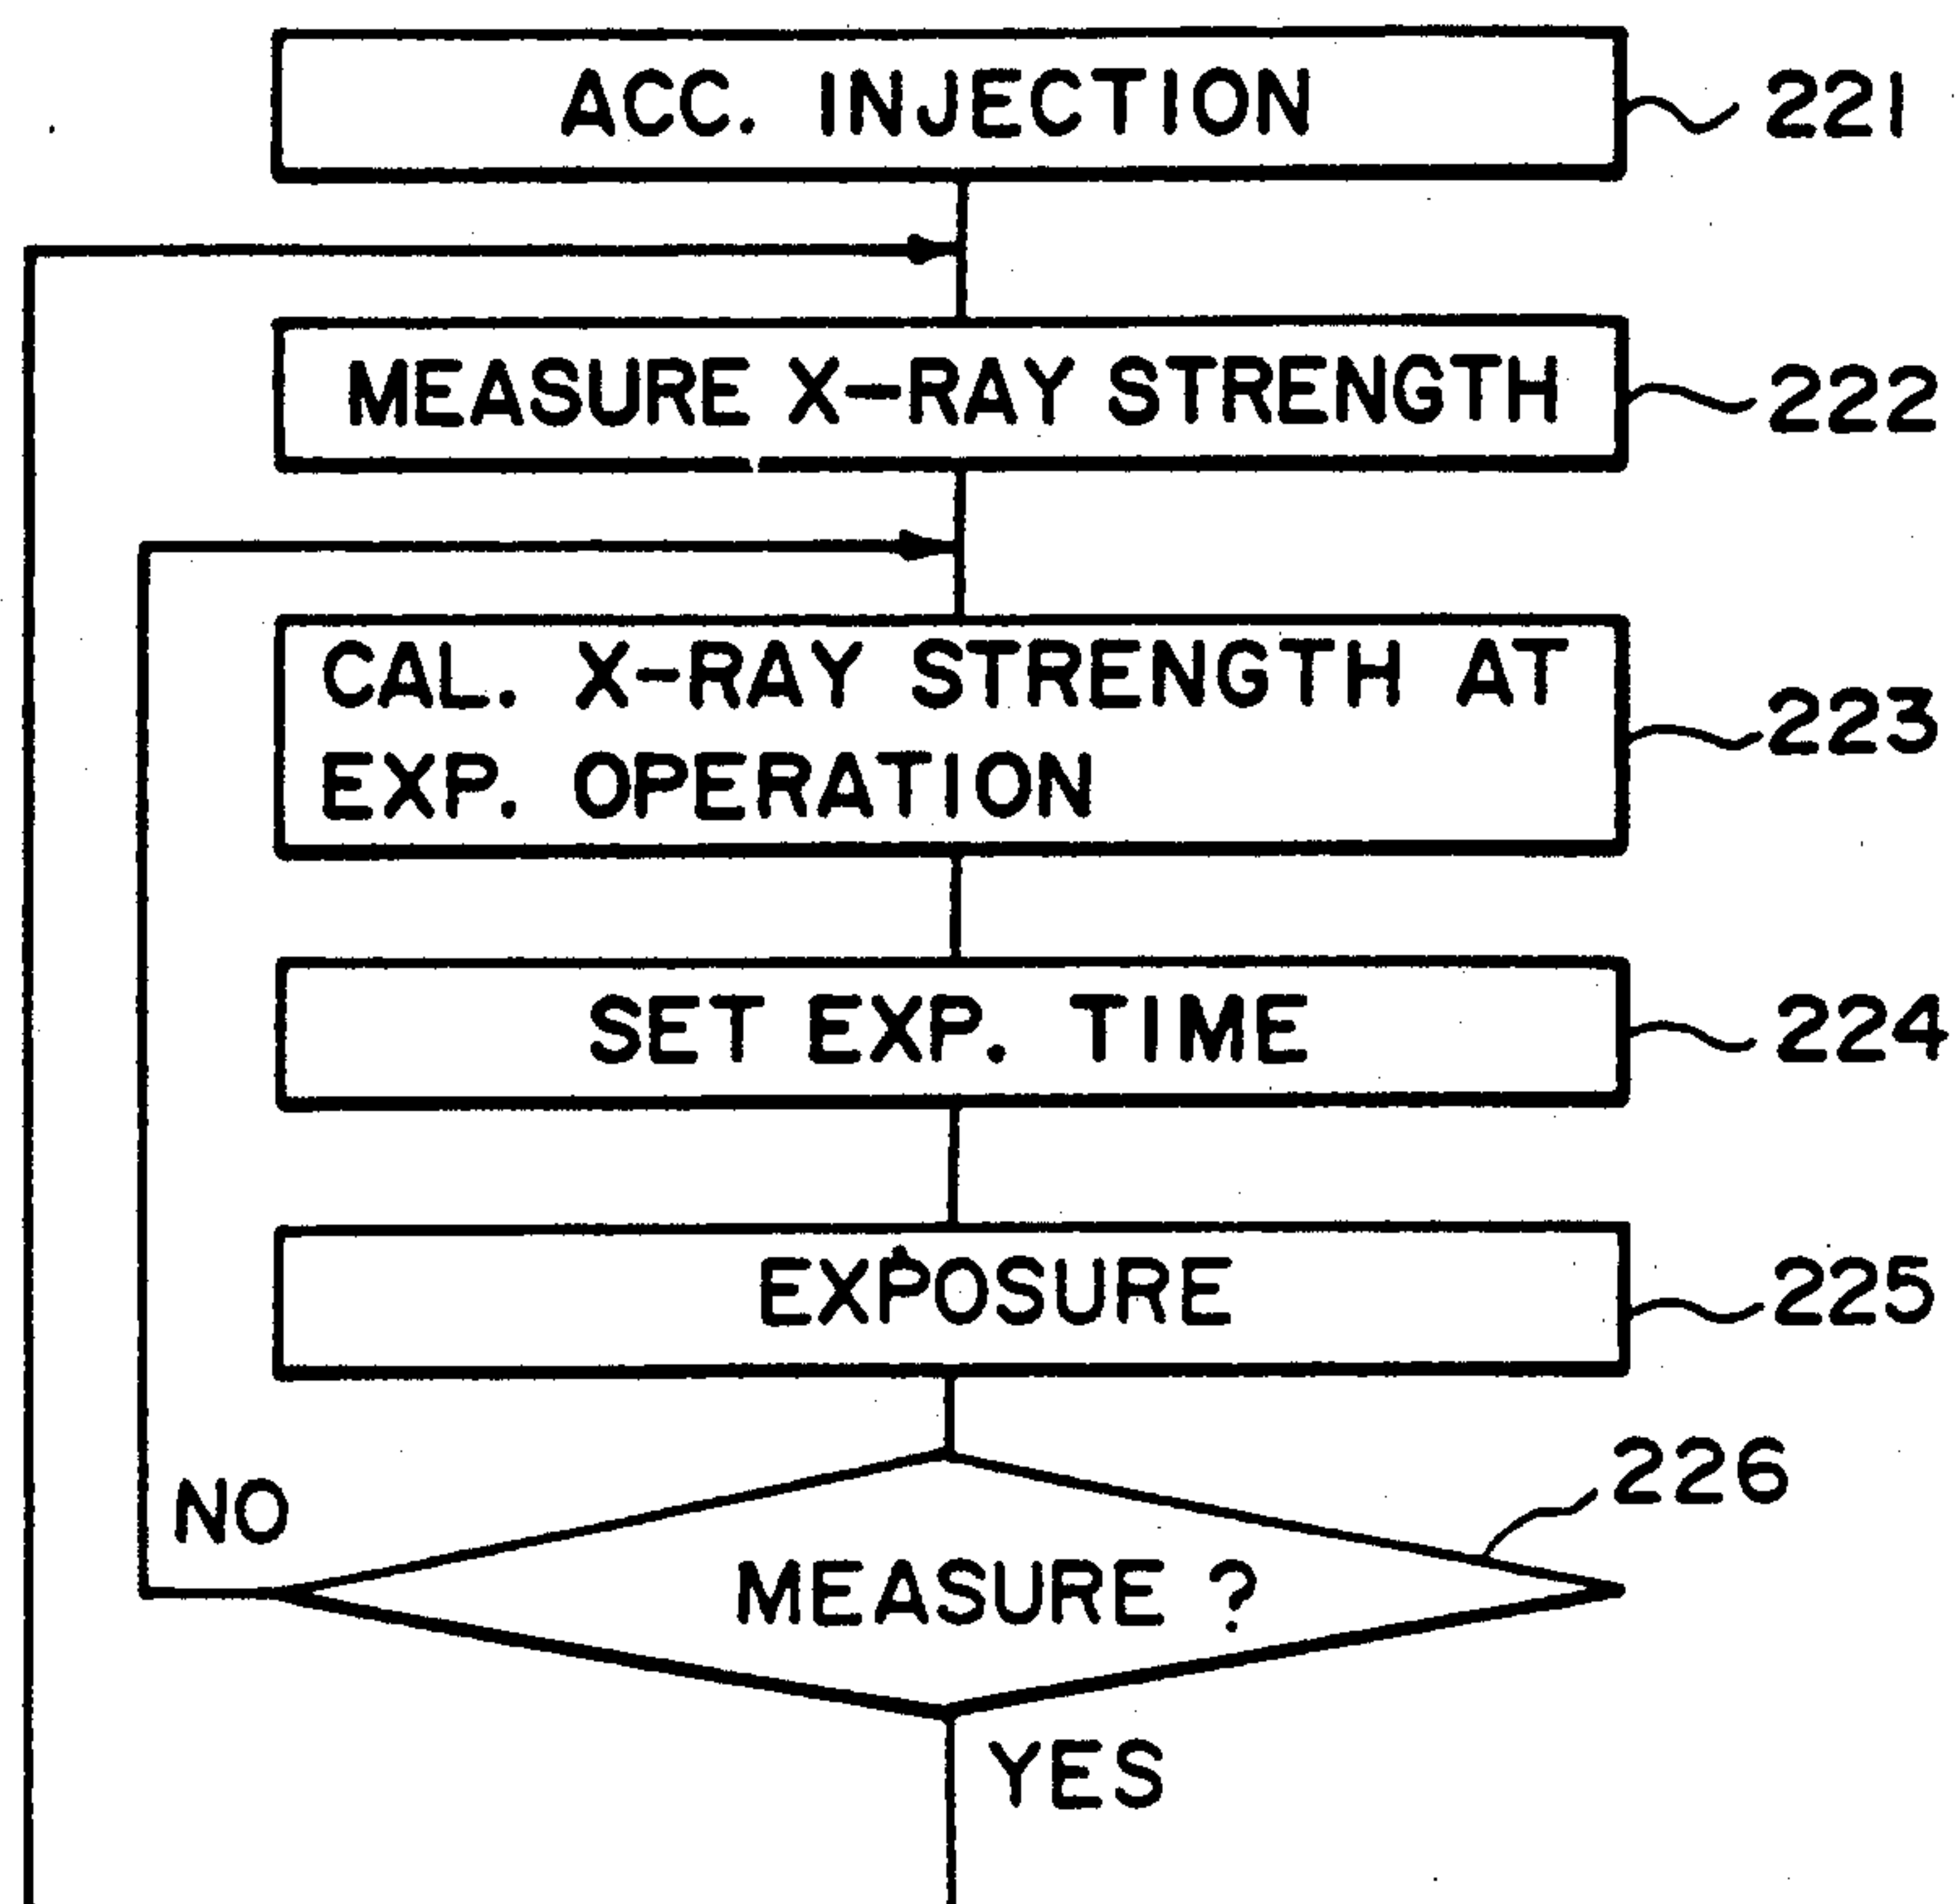 ACC. INJECTION 221
MEASURE X-RAY STRENGTH 222
CAL. X-RAY STRENGTH AT
EXP. OPERATION
223
SET EXP. TIME 224
EXPOSURE 225
226
NO
MEASURE ?
YES